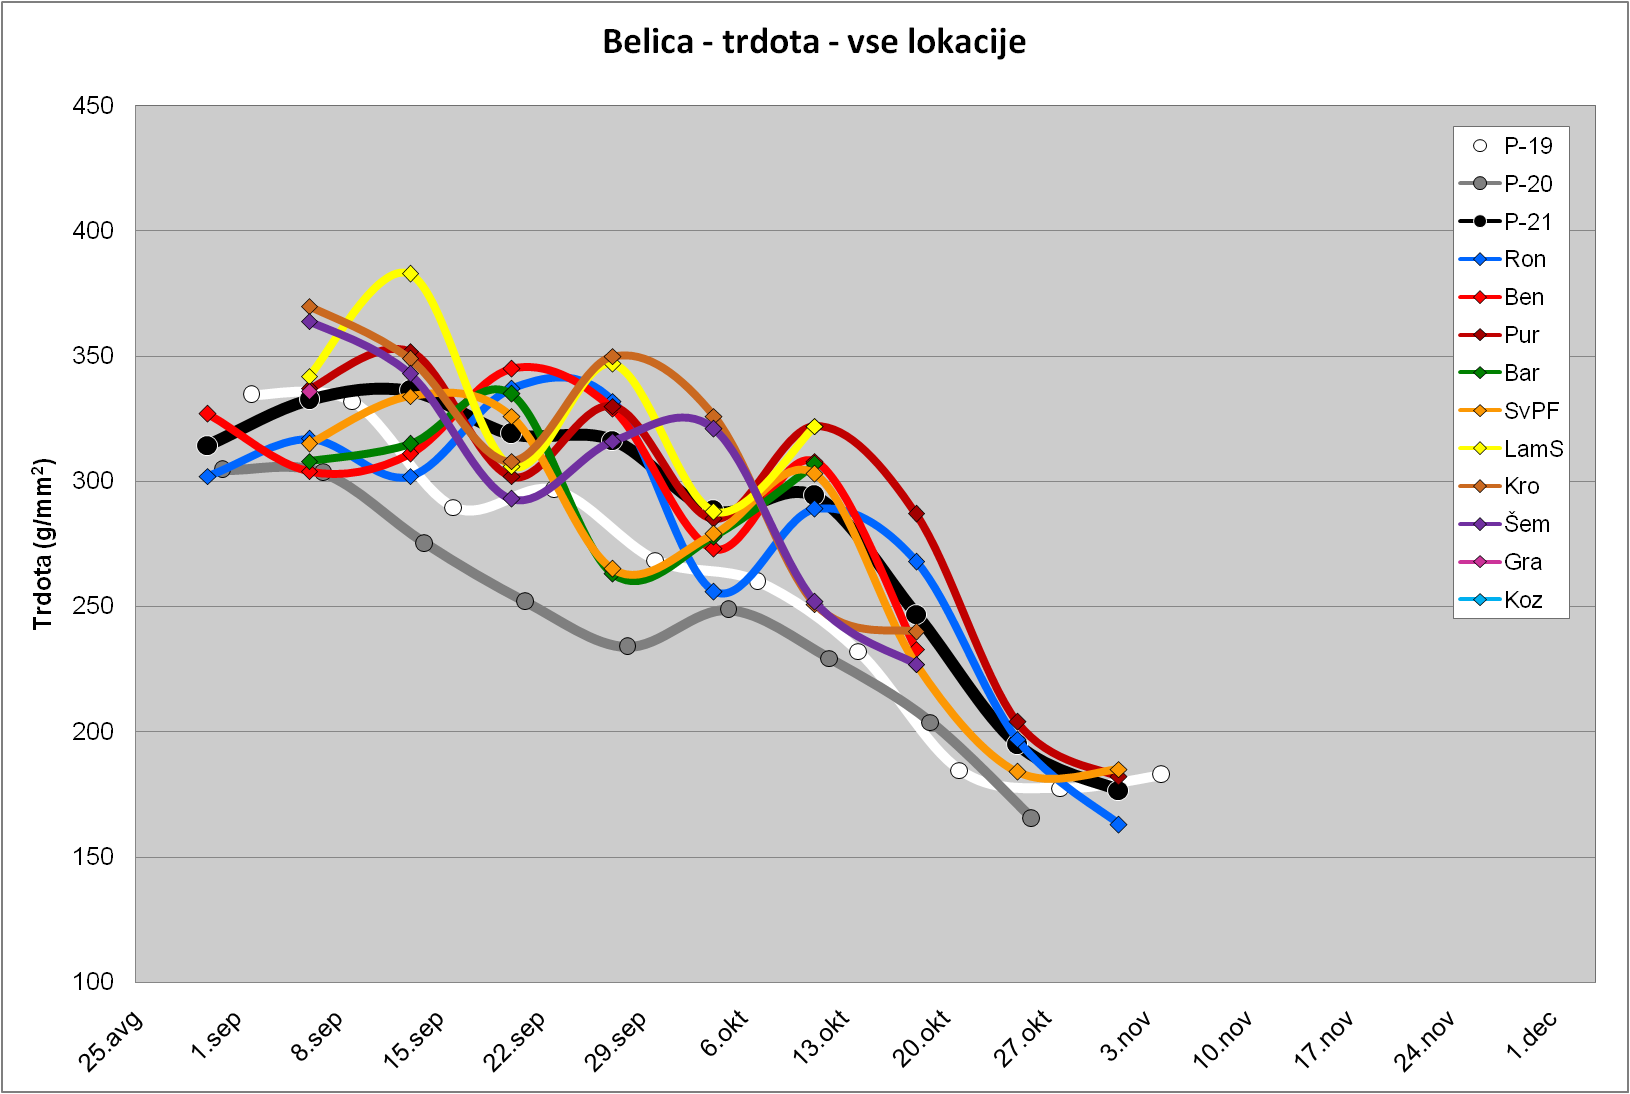 Belica - trdota - vse lokacije
450
400
350
300
250
200
150
100
Trdota (g/mm²)
25.avg
1.sep
8.sep
15.sep
22.sep
29.sep
6.okt
13.okt
20.okt
27.okt
3.nov
10.nov
17.nov
24.nov
1.dec
P-19
P-20
P-21
Ron
Ben
Pur
Bar
SvPF
LamS
Kro
Šem
Gra
Koz